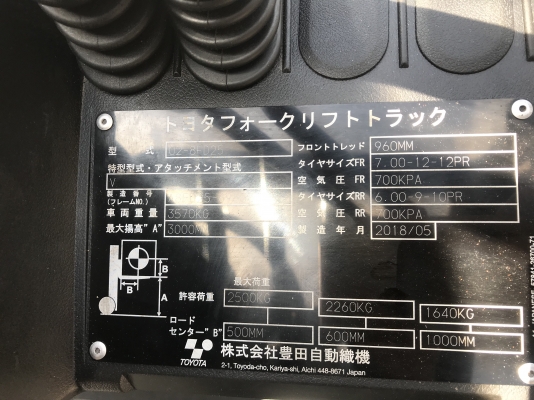 トヨタフォークリフトトラック
型式
フロントトレッド 960MM
特型型式・アタッチメント型式
タイヤサイズFR 7.00-12-12PR
V
空気圧 FR 700KPA
製造番号
(フレームNO.)
タイヤサイズRR 6.00-9-10PR
車両重量 3570KG
空気圧 RR 700KPA
最大揚高"A" 3000MM
製造年月 2018/05
B
B
A
最大荷重
許容荷重 2500KG 2260KG 1640KG
ロード
センター"B" 500MM 600MM 1000MM
TOYOTA
株式会社豊田自動織機
2-1, Toyoda-cho, Kariya-shi, Aichi 448-8671 Japan